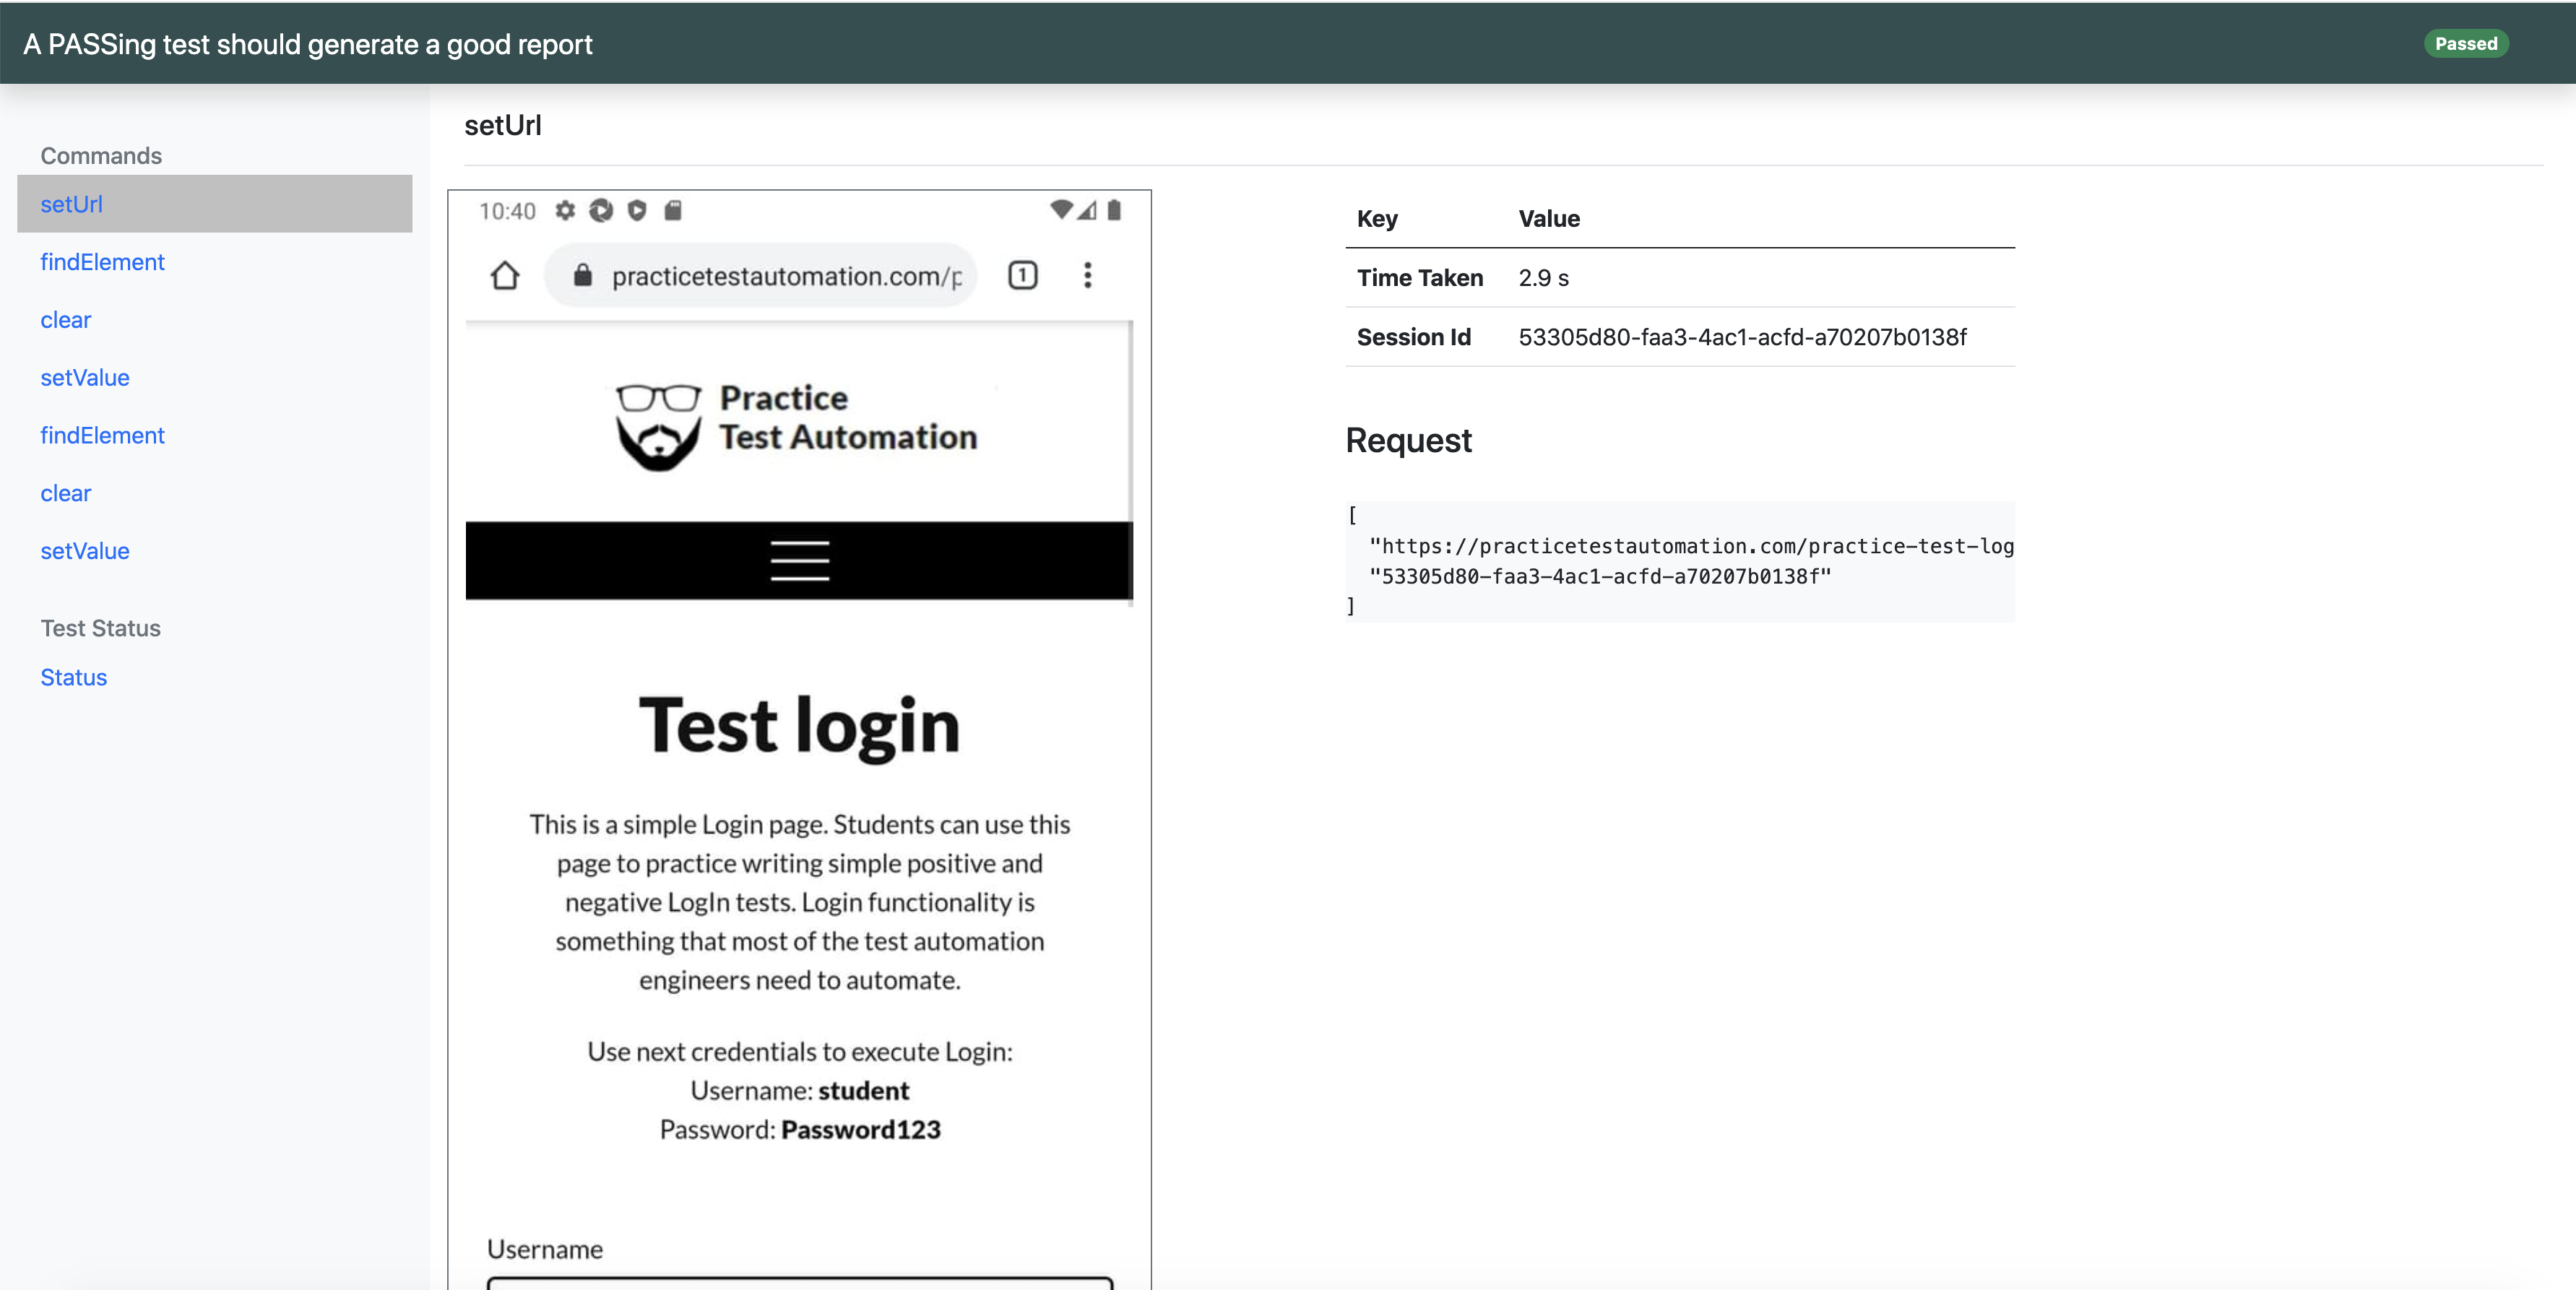 A PASSing test should generate a good report
Passed
Commands
setUrl
findElement
clear
setValue
findElement
clear
setValue
Test Status
Status
setUrl
10:40
practicetestautomation.com/p
1
Practice
Test Automation
Test login
This is a simple Login page. Students can use this
page to practice writing simple positive and
negative LogIn tests. Login functionality is
something that most of the test automation
engineers need to automate.
Use next credentials to execute Login:
Username: student
Password: Password123
Username
Key Value
Time Taken 2.9 s
Session Id 53305d80-faa3-4ac1-acfd-a70207b0138f
Request
[
"https://practicetestautomation.com/practice-test-log
"53305d80-faa3-4ac1-acfd-a70207b0138f"
]